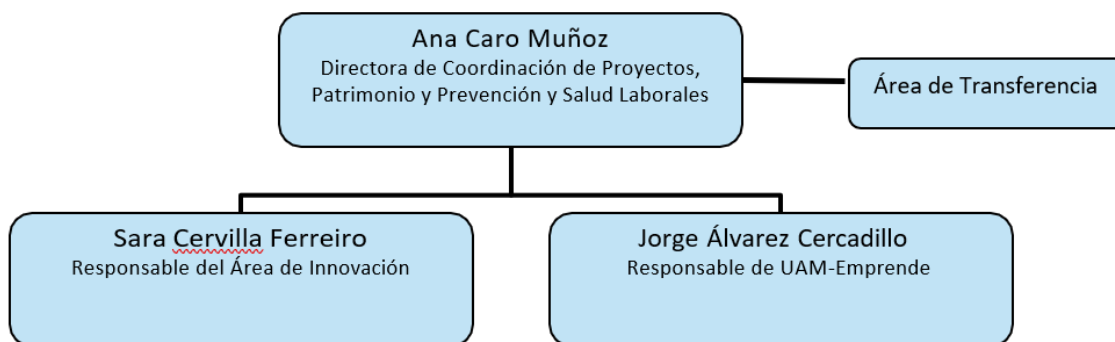 Ana Caro Muñoz
Directora de Coordinación de Proyectos,
Patrimonio y Prevención y Salud Laborales
Área de Transferencia
Sara Cervilla Ferreiro
Responsable del Área de Innovación
Jorge Álvarez Cercadillo
Responsable de UAM-Emprende